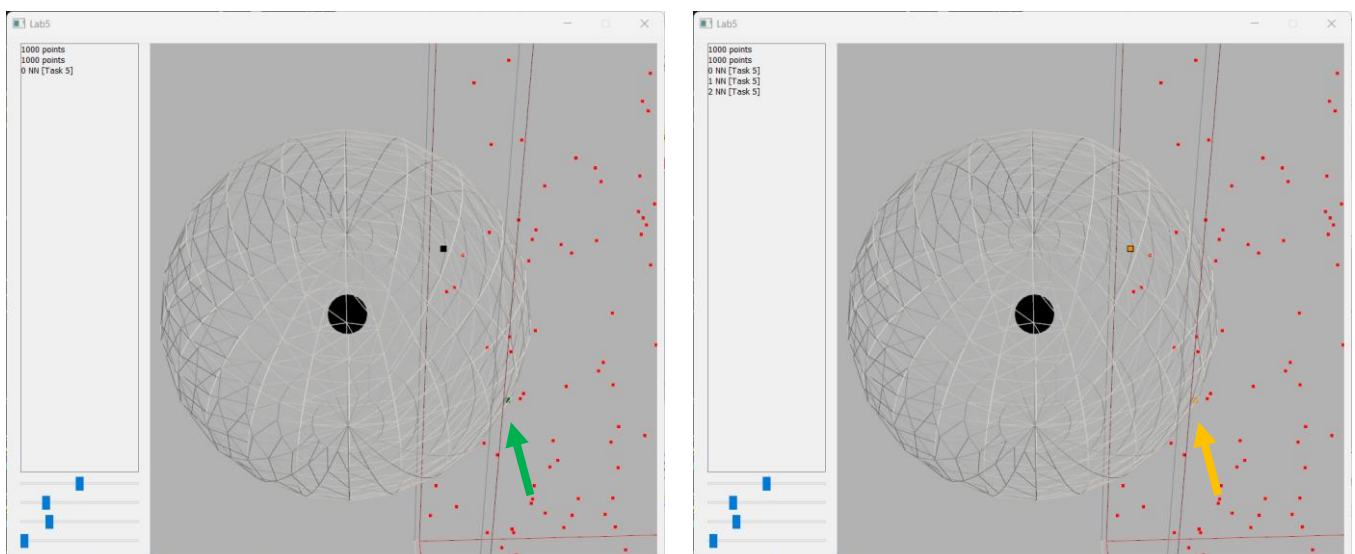 Lab5
1000 points
1000 points
0 NN [Task 5]
Lab5
1000 points
1000 points
0 NN [Task 5]
1 NN [Task 5]
2 NN [Task 5]